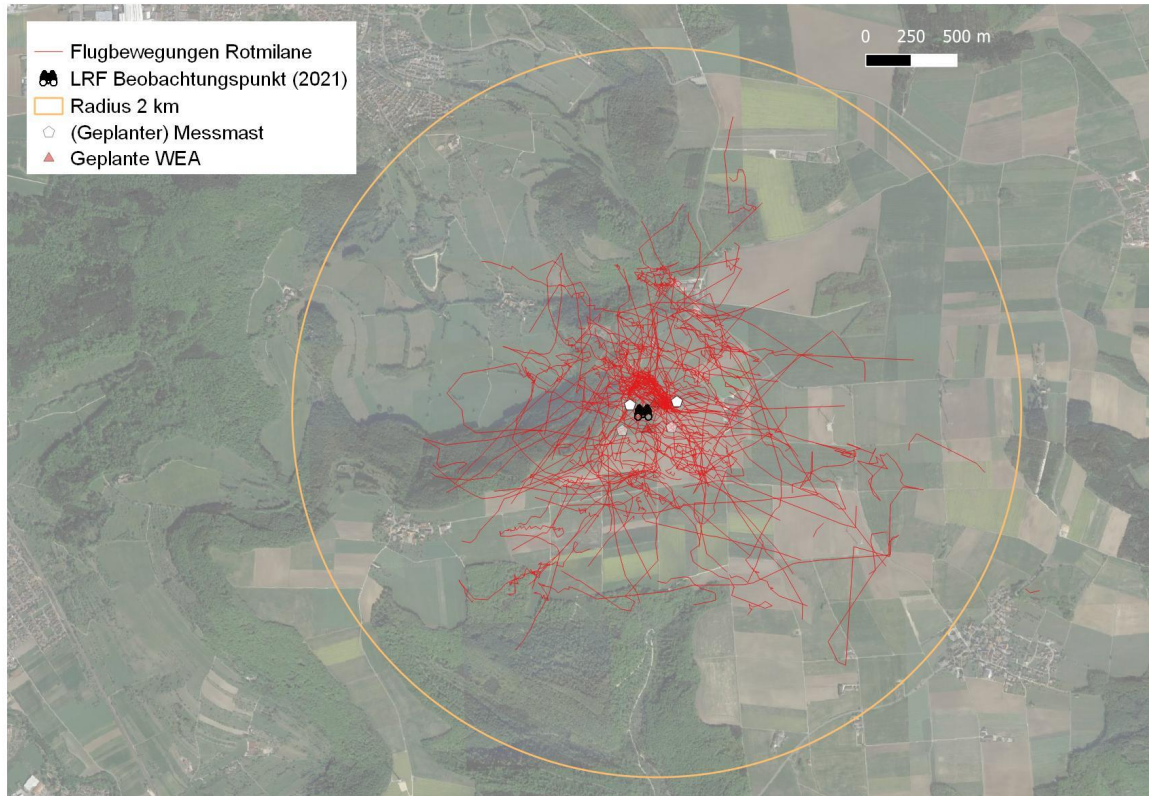 Flugbewegungen Rotmilane
LRF Beobachtungspunkt (2021)
Radius 2 km
(Geplanter) Messmast
Geplante WEA
0 250 500 m